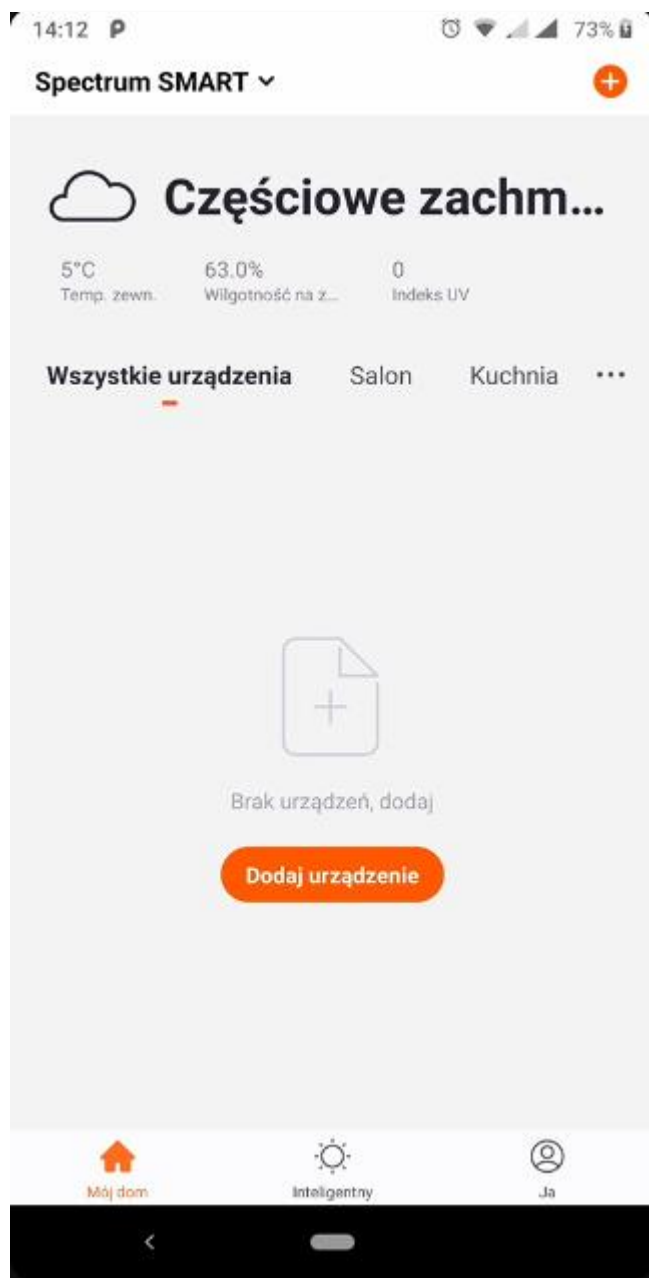 14:12 P 73%
Spectrum SMART
Częściowe zachm...
5°C 63.0% 0
Temp. zewn. Wilgotność na z... Indeks UV
Wszystkie urządzenia Salon Kuchnia ...
Brak urządzeń, dodaj
Dodaj urządzenie
Mój dom Inteligentny Ja